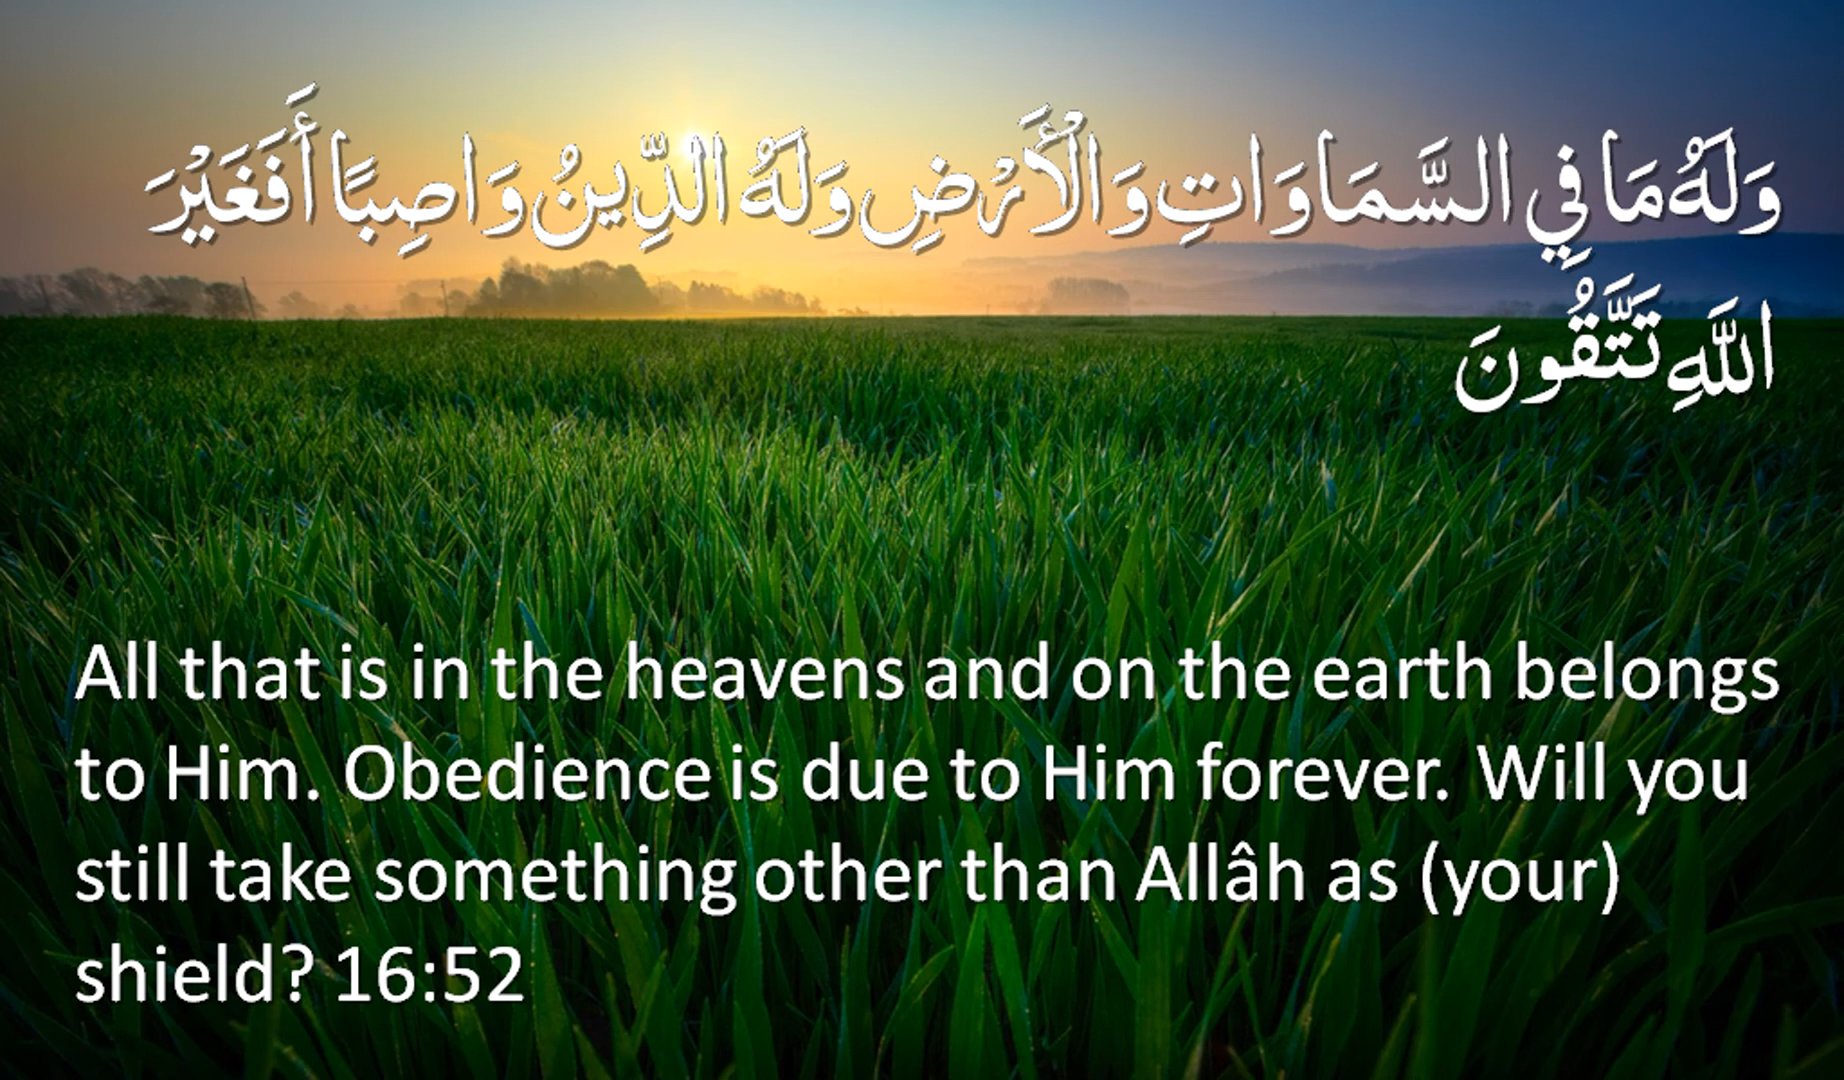 وَلَهُ مَا فِي السَّمَاوَاتِ وَالْأَرْضِ وَلَهُ الدِّينُ وَاصِبًا أَفَغَيْرَ
اللَّهِ تَتَّقُونَ
All that is in the heavens and on the earth belongs
to Him. Obedience is due to Him forever. Will you
still take something other than Allâh as (your)
shield? 16:52